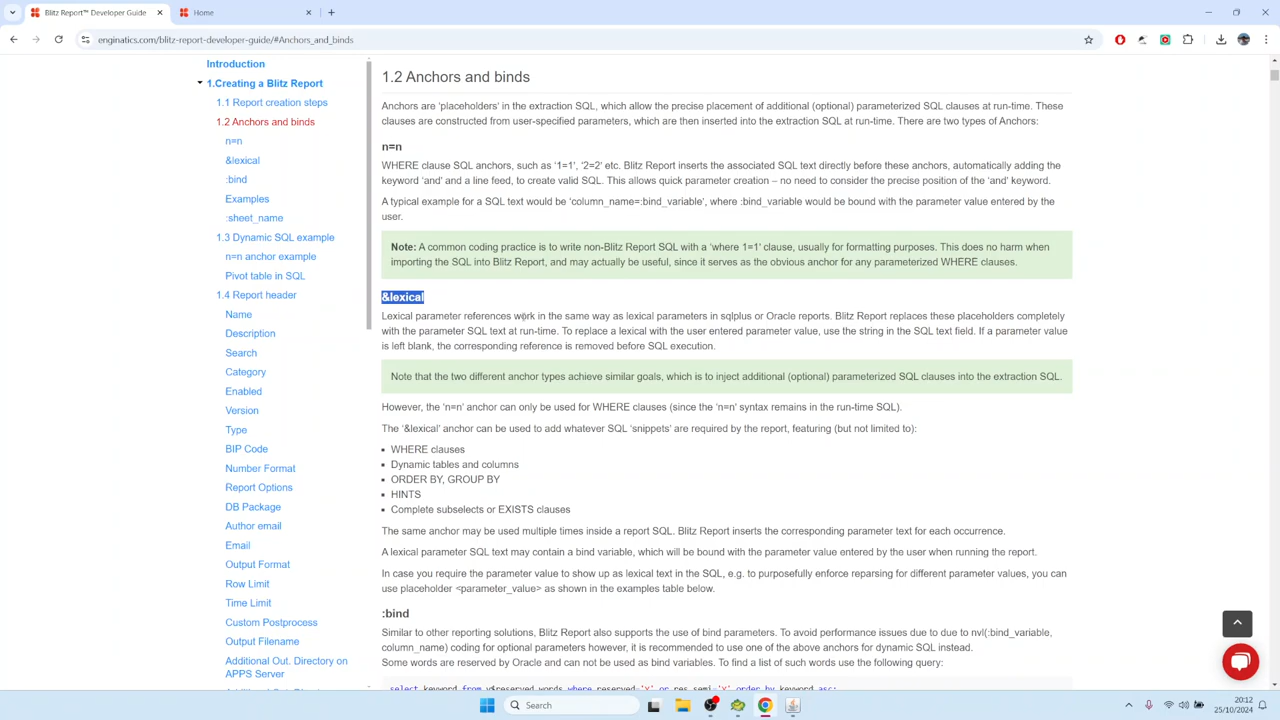 Blitz Report™ Developer Guide
Home
enginatics.com/blitz-report-developer-guide/#Anchors_and_binds
Introduction
1.Creating a Blitz Report
1.1 Report creation steps
1.2 Anchors and binds
n=n
&lexical
:bind
Examples
:sheet_name
1.3 Dynamic SQL example
n=n anchor example
Pivot table in SQL
1.4 Report header
Name
Description
Search
Category
Enabled
Version
Type
BIP Code
Number Format
Report Options
DB Package
Author email
Email
Output Format
Row Limit
Time Limit
Custom Postprocess
Output Filename
Additional Out. Directory on
APPS Server
1.2 Anchors and binds
Anchors are 'placeholders' in the extraction SQL, which allow the precise placement of additional (optional) parameterized SQL clauses at run-time. These
clauses are constructed from user-specified parameters, which are then inserted into the extraction SQL at run-time. There are two types of Anchors:
n=n
WHERE clause SQL anchors, such as '1=1', '2=2' etc. Blitz Report inserts the associated SQL text directly before these anchors, automatically adding the
keyword 'and' and a line feed, to create valid SQL. This allows quick parameter creation – no need to consider the precise position of the 'and' keyword.
A typical example for a SQL text would be 'column_name=:bind_variable', where :bind_variable would be bound with the parameter value entered by the
user.
Note: A common coding practice is to write non-Blitz Report SQL with a 'where 1=1' clause, usually for formatting purposes. This does no harm when
importing the SQL into Blitz Report, and may actually be useful, since it serves as the obvious anchor for any parameterized WHERE clauses.
&lexical
Lexical parameter references work in the same way as lexical parameters in sqlplus or Oracle reports. Blitz Report replaces these placeholders completely
with the parameter SQL text at run-time. To replace a lexical with the user entered parameter value, use the string in the SQL text field. If a parameter value
is left blank, the corresponding reference is removed before SQL execution.
Note that the two different anchor types achieve similar goals, which is to inject additional (optional) parameterized SQL clauses into the extraction SQL.
However, the 'n=n' anchor can only be used for WHERE clauses (since the 'n=n' syntax remains in the run-time SQL).
The '&lexical' anchor can be used to add whatever SQL 'snippets' are required by the report, featuring (but not limited to):
WHERE clauses
Dynamic tables and columns
ORDER BY, GROUP BY
HINTS
Complete subselects or EXISTS clauses
The same anchor may be used multiple times inside a report SQL. Blitz Report inserts the corresponding parameter text for each occurrence.
A lexical parameter SQL text may contain a bind variable, which will be bound with the parameter value entered by the user when running the report.
In case you require the parameter value to show up as lexical text in the SQL, e.g. to purposefully enforce reparsing for different parameter values, you can
use placeholder <parameter_value> as shown in the examples table below.
:bind
Similar to other reporting solutions, Blitz Report also supports the use of bind parameters. To avoid performance issues due to due to nvl(:bind_variable,
column_name) coding for optional parameters however, it is recommended to use one of the above anchors for dynamic SQL instead.
Some words are reserved by Oracle and can not be used as bind variables. To find a list of such words use the following query:
select keyword from v$reserved_words where reserved='Y' or res_semi='Y' order by keyword asc;
Search
20:12
25/10/2024